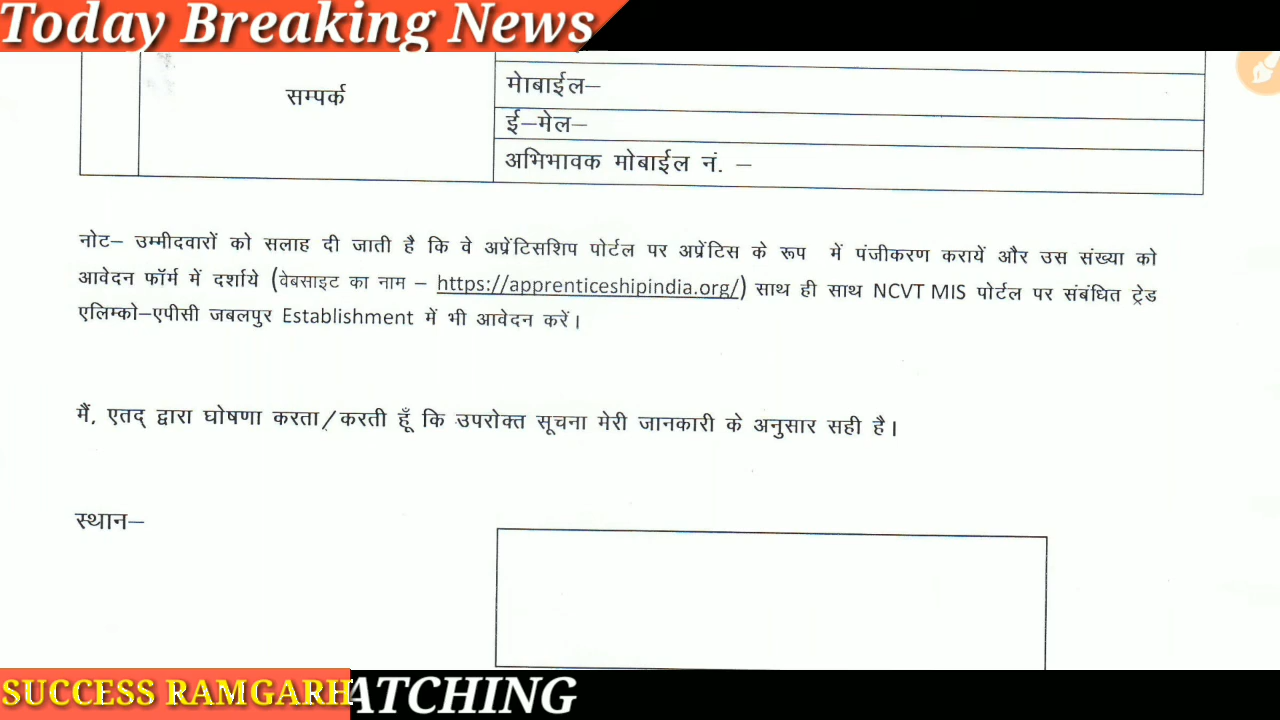 Today Breaking News
मोबाईल–
सम्पर्क
ई–मेल–
अभिभावक मोबाईल नं. –
नोट– उम्मीदवारों को सलाह दी जाती है कि वे अप्रेंटिसशिप पोर्टल पर अप्रेंटिस के रूप में पंजीकरण करायें और उस संख्या को
आवेदन फॉर्म में दर्शाये (वेबसाइट का नाम – https://apprenticeshipindia.org/) साथ ही साथ NCVT MIS पोर्टल पर संबंधित ट्रेड
एलिम्को–एपीसी जबलपुर Establishment में भी आवेदन करें।
मैं, एतद् द्वारा घोषणा करता/करती हूँ कि उपरोक्त सूचना मेरी जानकारी के अनुसार सही है।
स्थान–
SUCCESS RAMGARH ATCHING